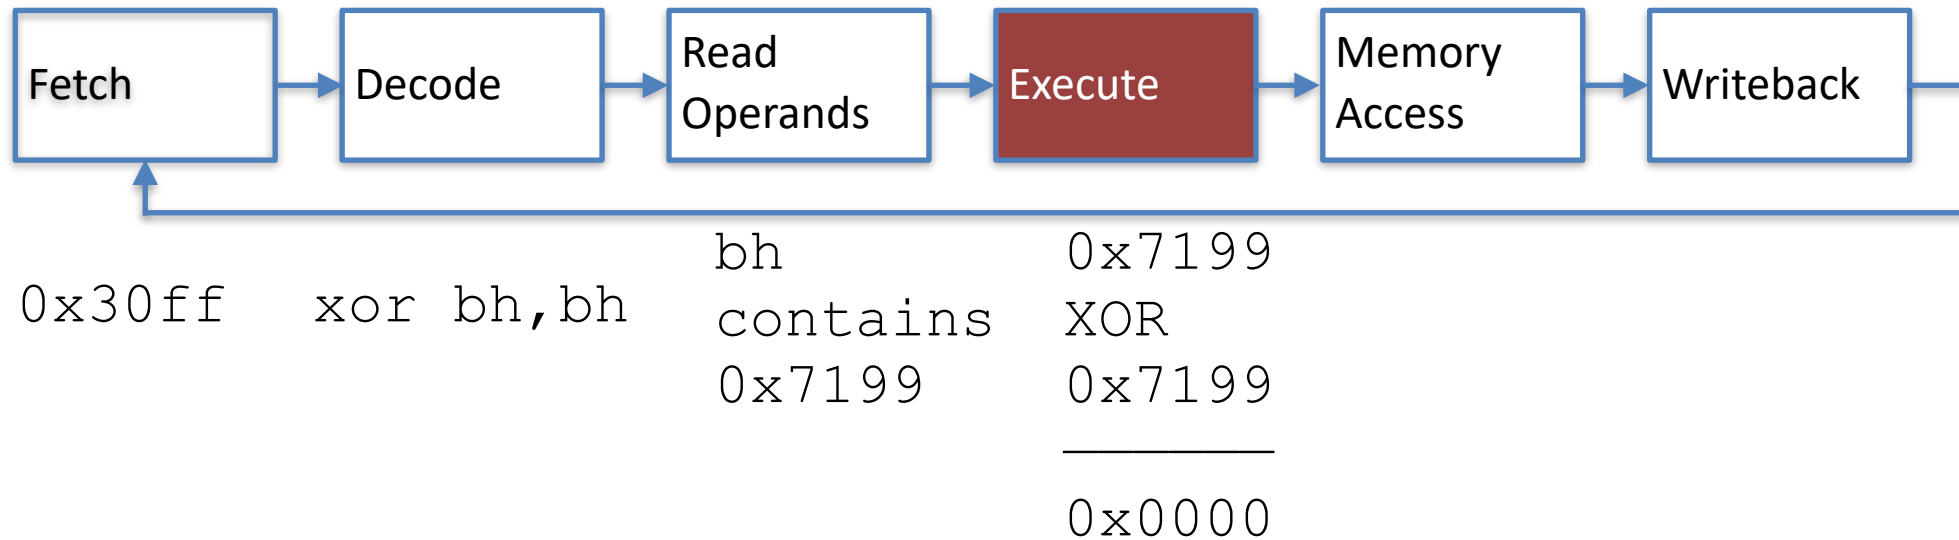 Fetch
Decode
Read
Operands
Execute
Memory
Access
Writeback
0x30ff
xor bh,bh
bh
contains
0x7199
0x7199
XOR
0x7199
0x0000